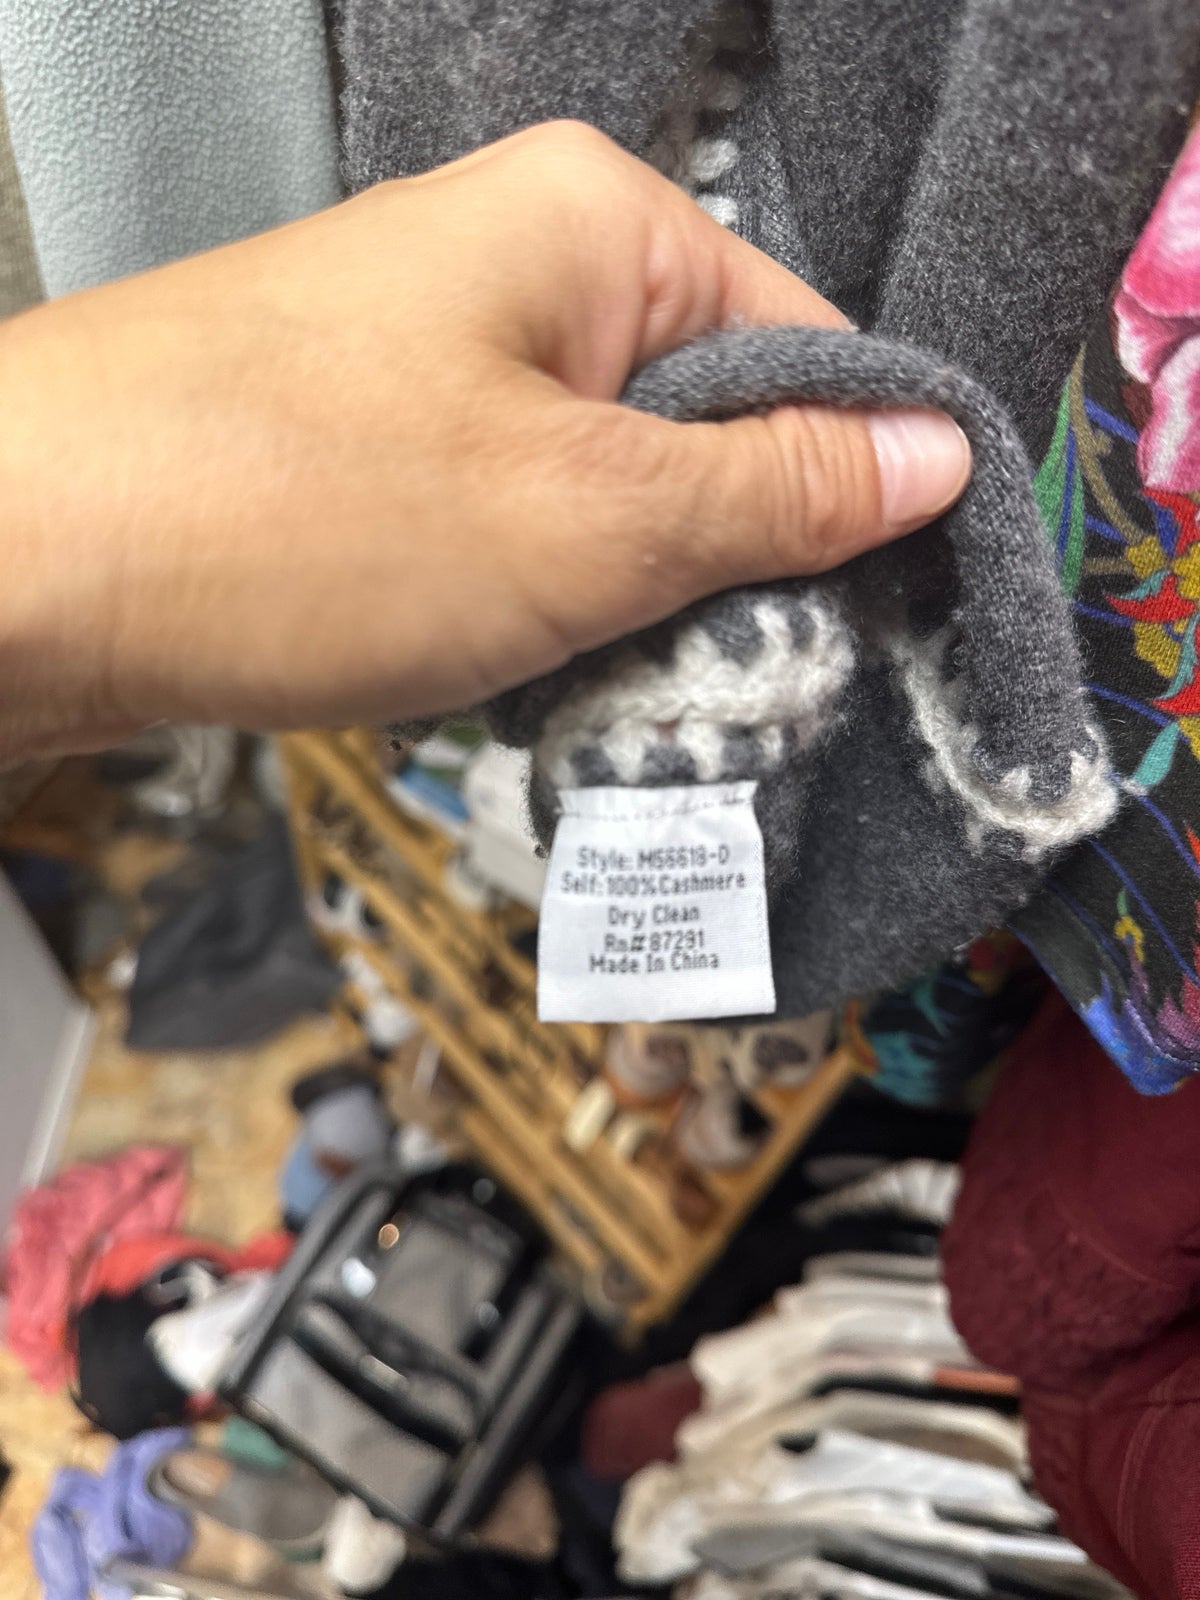 Style: M56618-D
Self: 100% Cashmere
Dry Clean
Rn# 87291
Made In China